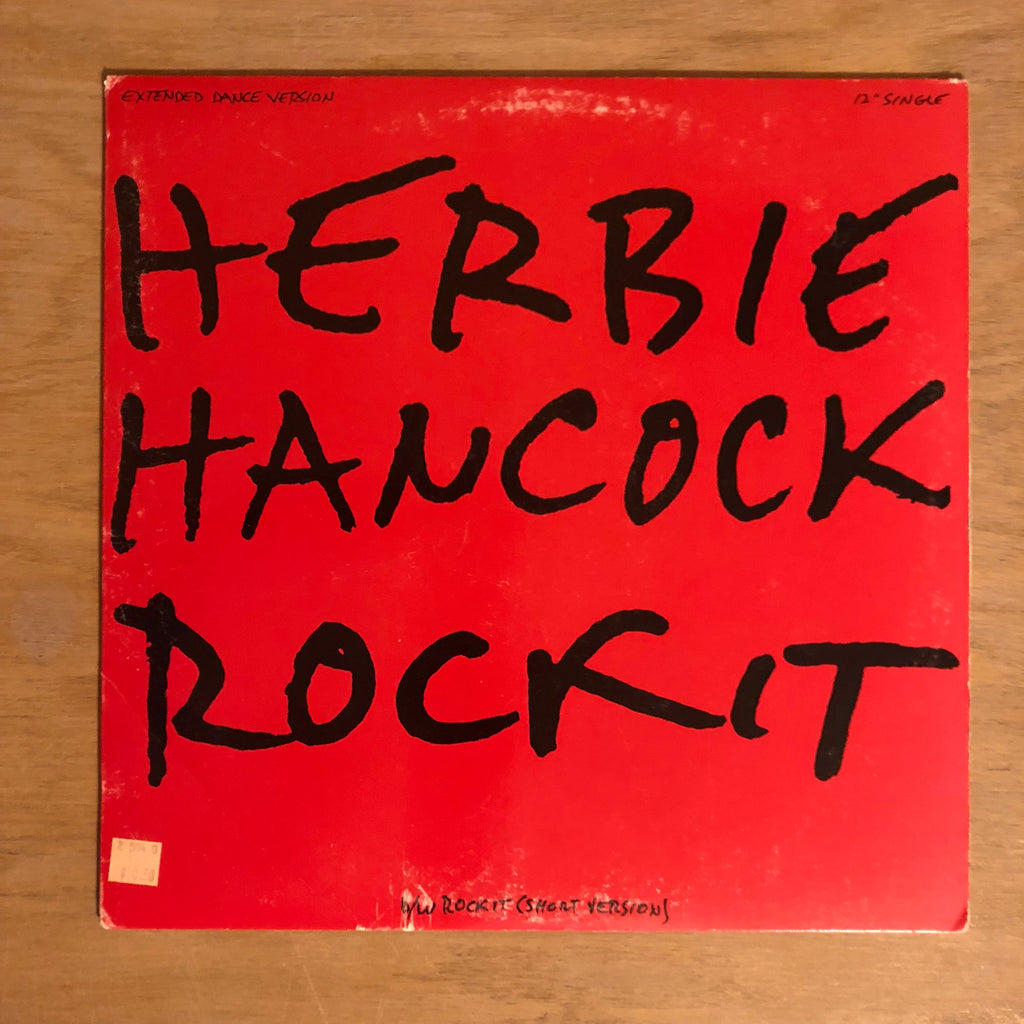 EXTENDED DANCE VERSION
12" SINGLE
HERBIE
HANCOCK
ROCKIT
b/w ROCKIT (SHORT VERSION)